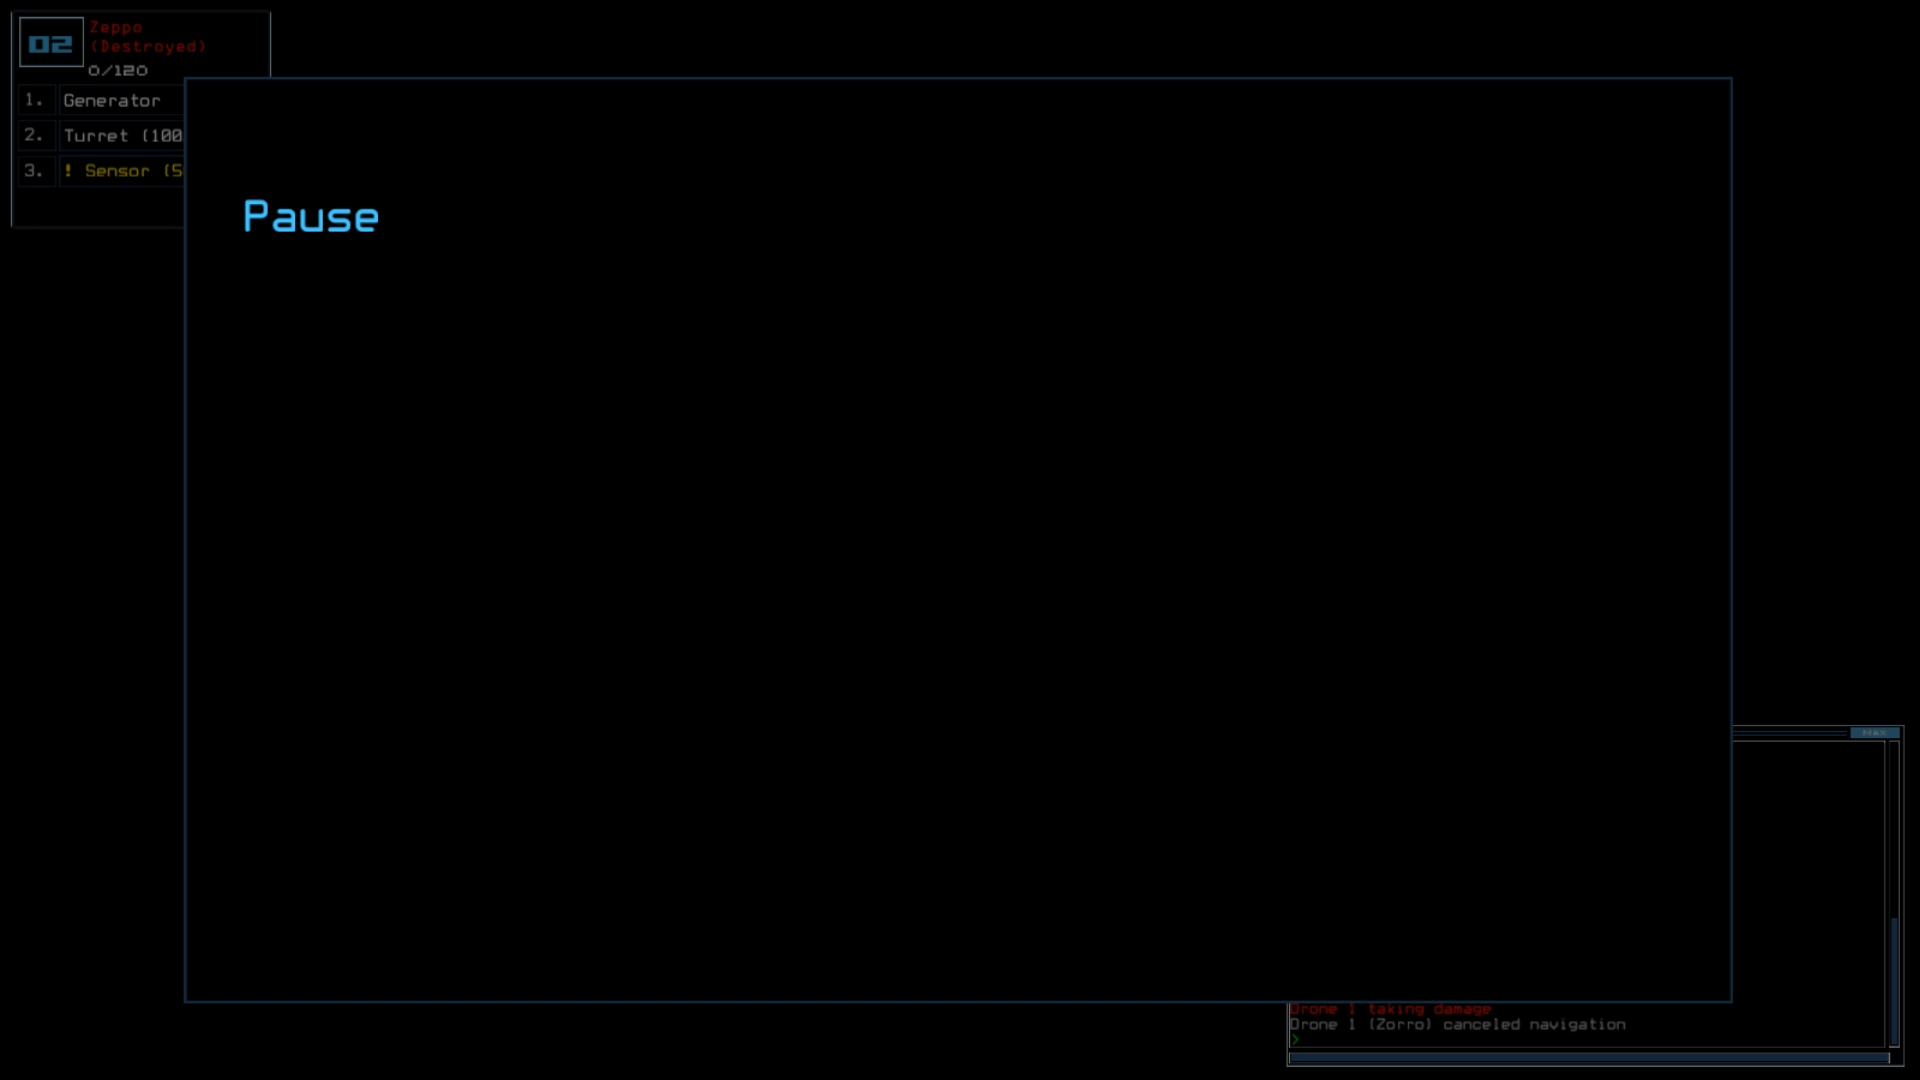 02
Zeppo
(Destroyed)
0/120
1. Generator
2. Turret (100
3. ! Sensor (5
Pause
MAX
Drone 1 taking damage
Drone 1 (Zorro) canceled navigation
>